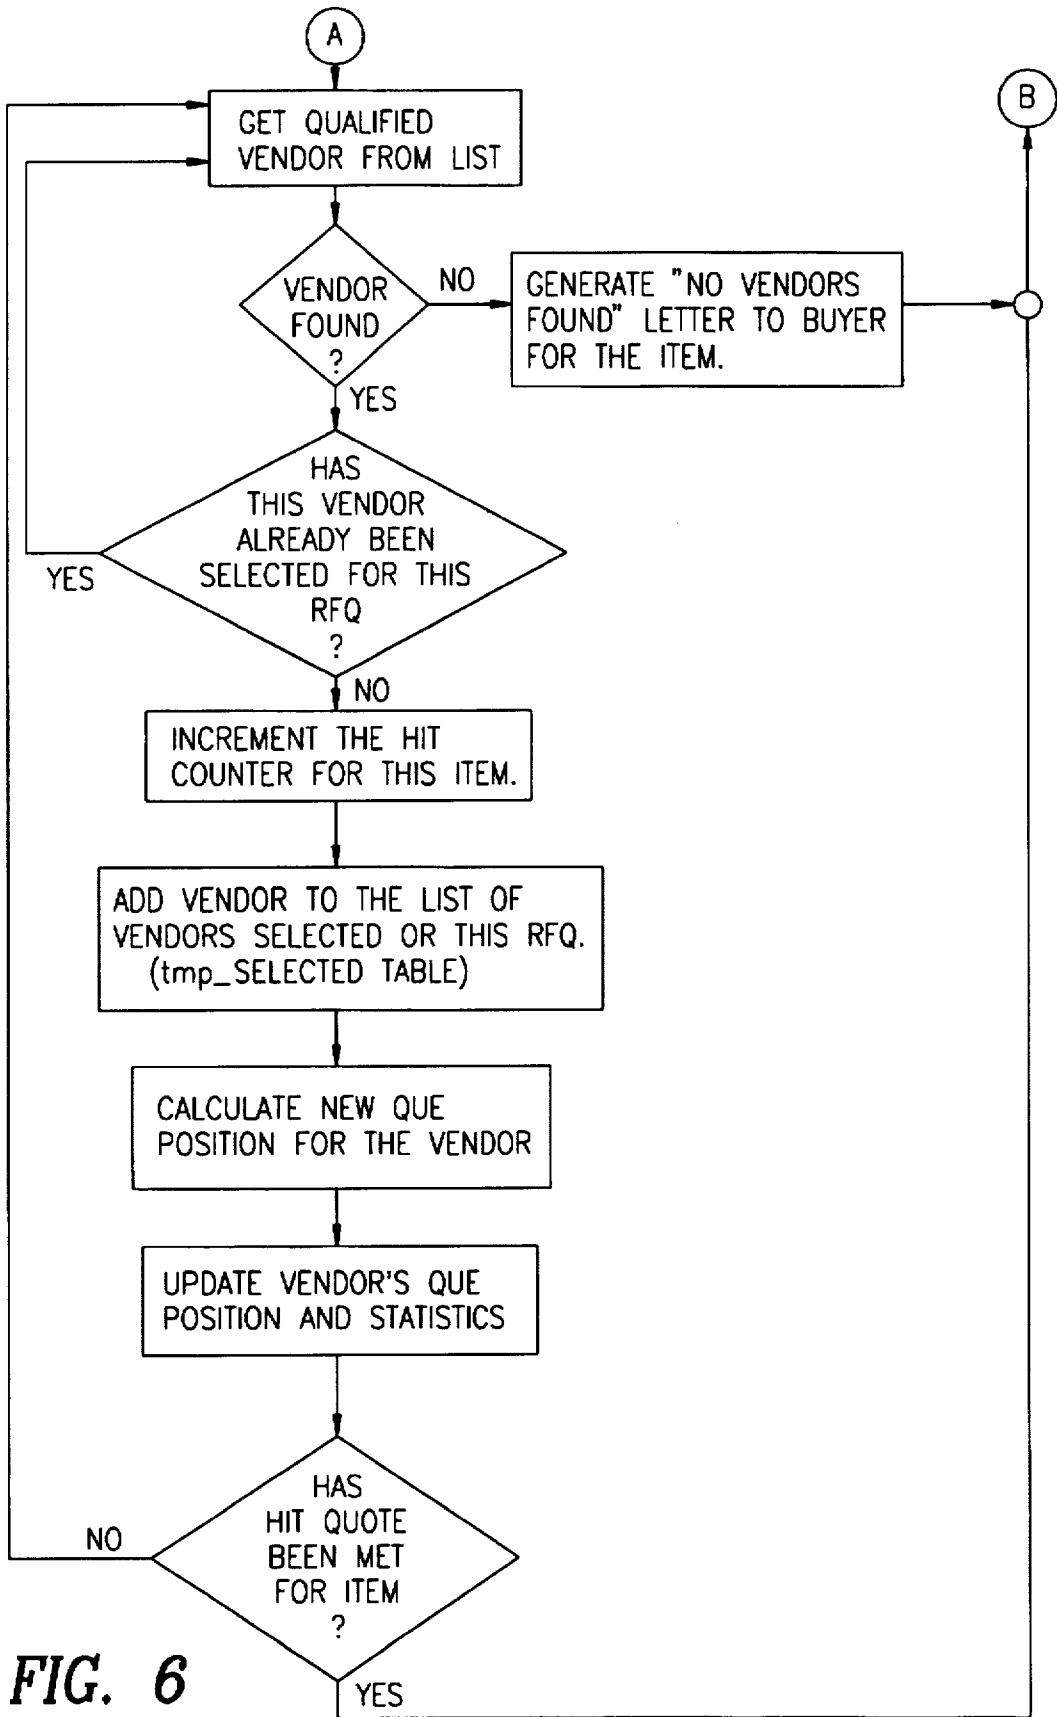 A
B
GET QUALIFIED
VENDOR FROM LIST
VENDOR
FOUND
?
NO
GENERATE "NO VENDORS
FOUND" LETTER TO BUYER
FOR THE ITEM.
YES
HAS
THIS VENDOR
ALREADY BEEN
SELECTED FOR THIS
RFQ
?
YES
NO
INCREMENT THE HIT
COUNTER FOR THIS ITEM.
ADD VENDOR TO THE LIST OF
VENDORS SELECTED OR THIS RFQ.
(tmp_SELECTED TABLE)
CALCULATE NEW QUE
POSITION FOR THE VENDOR
UPDATE VENDOR'S QUE
POSITION AND STATISTICS
HAS
HIT QUOTE
BEEN MET
FOR ITEM
?
NO
YES
FIG. 6